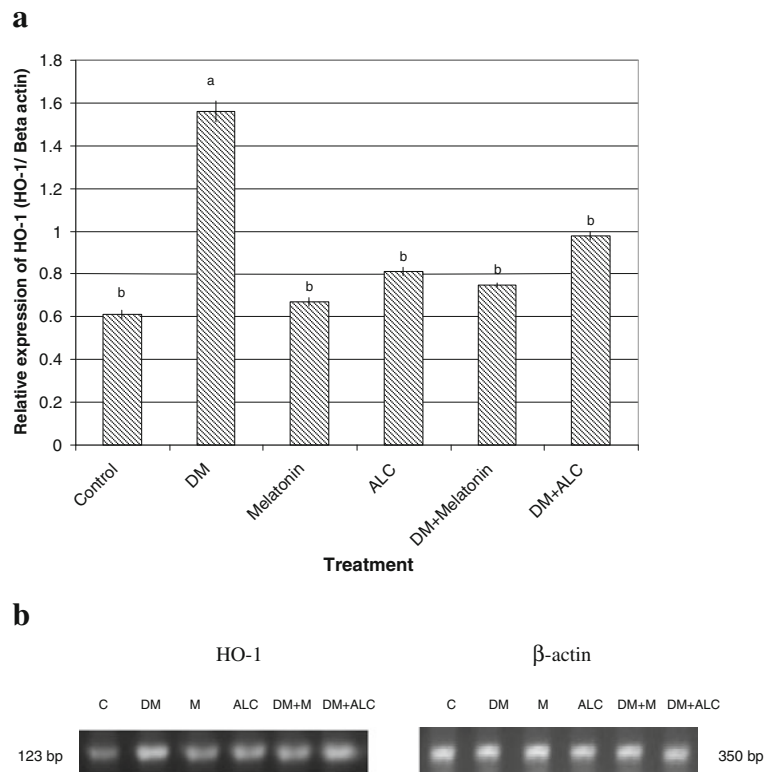 a
Relative expression of HO-1 (HO-1/ Beta actin)
1.8
1.6
1.4
1.2
1
0.8
0.6
0.4
0.2
0
a
b
b
b
b
b
Control
DM
Melatonin
ALC
DM+Melatonin
DM+ALC
Treatment
b
HO-1
β-actin
C DM M ALC DM+M DM+ALC
C DM M ALC DM+M DM+ALC
123 bp
350 bp